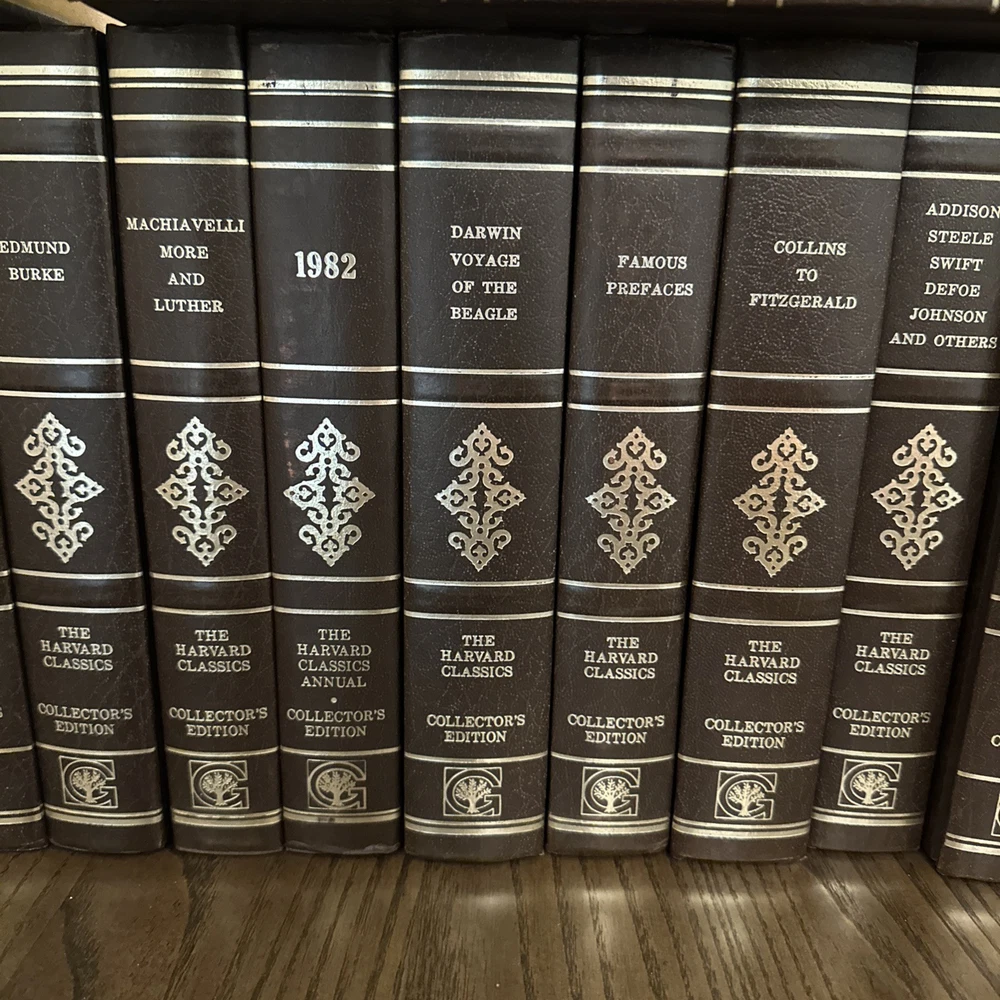 EDMUND
BURKE
THE
HARVARD
CLASSICS
COLLECTOR'S
EDITION
G
MACHIAVELLI
MORE
AND
LUTHER
THE
HARVARD
CLASSICS
COLLECTOR'S
EDITION
G
1982
THE
HARVARD
CLASSICS
ANNUAL
COLLECTOR'S
EDITION
G
DARWIN
VOYAGE
OF THE
BEAGLE
THE
HARVARD
CLASSICS
COLLECTOR'S
EDITION
G
FAMOUS
PREFACES
THE
HARVARD
CLASSICS
COLLECTOR'S
EDITION
G
COLLINS
TO
FITZGERALD
THE
HARVARD
CLASSICS
COLLECTOR'S
EDITION
G
ADDISON
STEELE
SWIFT
DEFOE
JOHNSON
AND OTHERS
THE
HARVARD
CLASSICS
COLLECTOR'S
EDITION
G